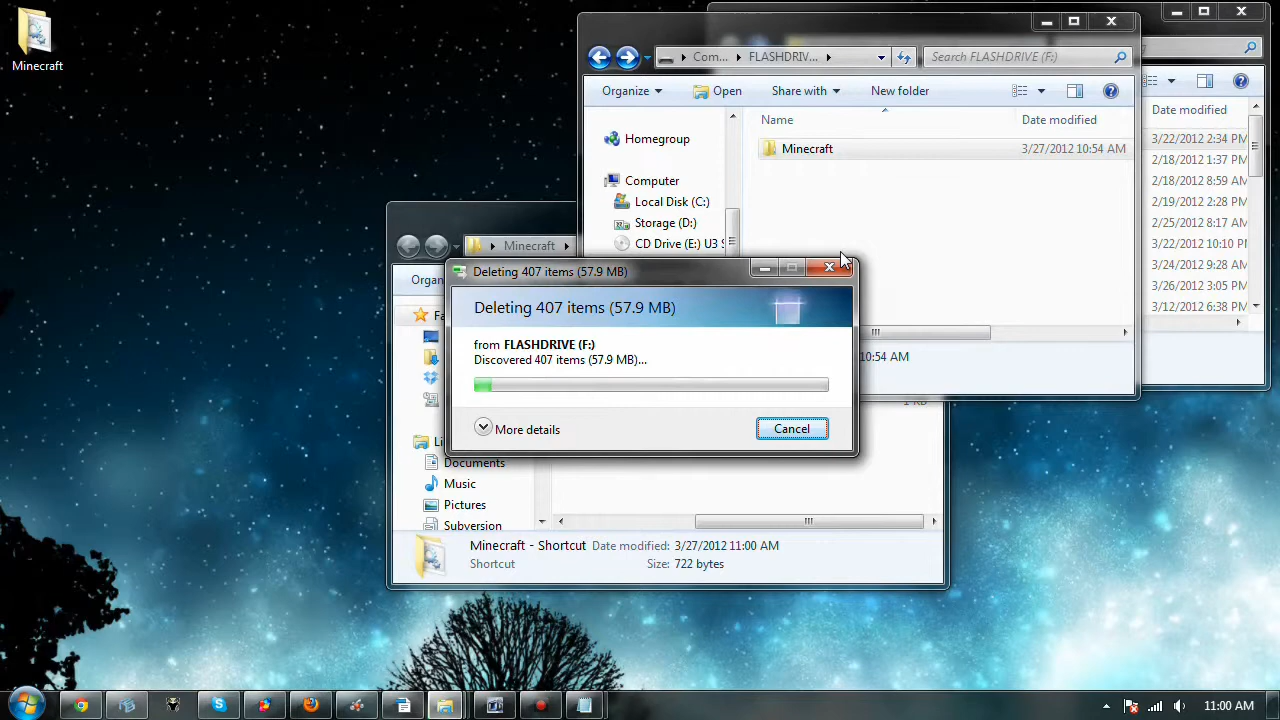 Minecraft
Com... FLASHDRIV... Search FLASHDRIVE (F:)
Organize Open Share with New folder
Name Date modified
Minecraft 3/27/2012 10:54 AM
Homegroup
Computer
Local Disk (C:)
Storage (D:)
CD Drive (E:) U3 S
Date modified
3/22/2012 2:34 PM
2/18/2012 1:37 PM
2/18/2012 8:59 AM
2/19/2012 2:28 PM
2/25/2012 8:17 AM
3/22/2012 10:10 PM
3/24/2012 9:28 AM
3/26/2012 3:05 PM
3/12/2012 6:38 PM
10:54 AM
Minecraft
Organ
Fa
Deleting 407 items (57.9 MB)
Deleting 407 items (57.9 MB)
from FLASHDRIVE (F:)
Discovered 407 items (57.9 MB)...
More details Cancel
1 KB
Li
Documents
Music
Pictures
Subversion
Minecraft - Shortcut Date modified: 3/27/2012 11:00 AM
Shortcut Size: 722 bytes
11:00 AM